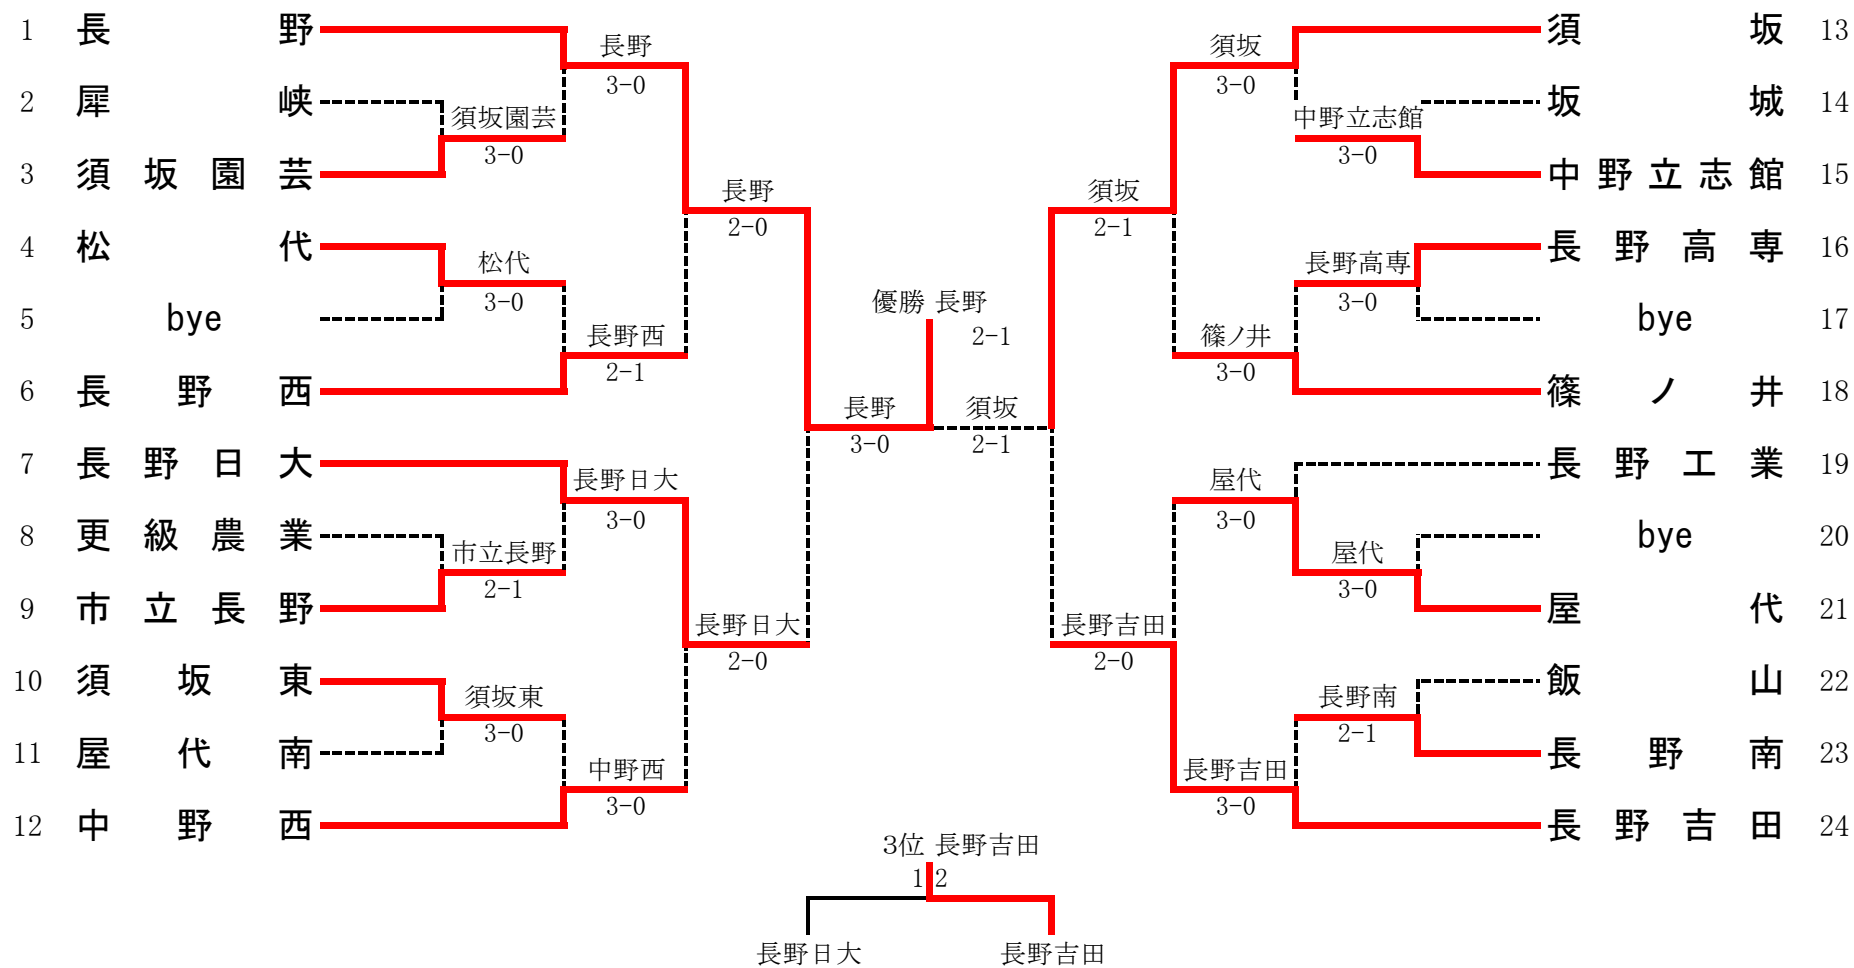 1 長野
2 犀峡
3 須坂園芸
4 松代
5 bye
6 長野西
7 長野日大
8 更級農業
9 市立長野
10 須坂東
11 屋代南
12 中野西
須坂園芸
3-0
松代
3-0
市立長野
2-1
須坂東
3-0
長野
3-0
長野西
2-1
長野日大
3-0
中野西
3-0
長野
2-0
長野日大
2-0
長野
3-0
優勝 長野
2-1
須坂
2-1
須坂
2-1
長野吉田
2-0
須坂
3-0
篠ノ井
3-0
屋代
3-0
長野吉田
3-0
中野立志館
3-0
長野高専
3-0
屋代
3-0
長野南
2-1
須坂 13
坂城 14
中野立志館 15
長野高専 16
bye 17
篠ノ井 18
長野工業 19
bye 20
屋代 21
飯山 22
長野南 23
長野吉田 24
3位 長野吉田
1 2
長野日大 長野吉田